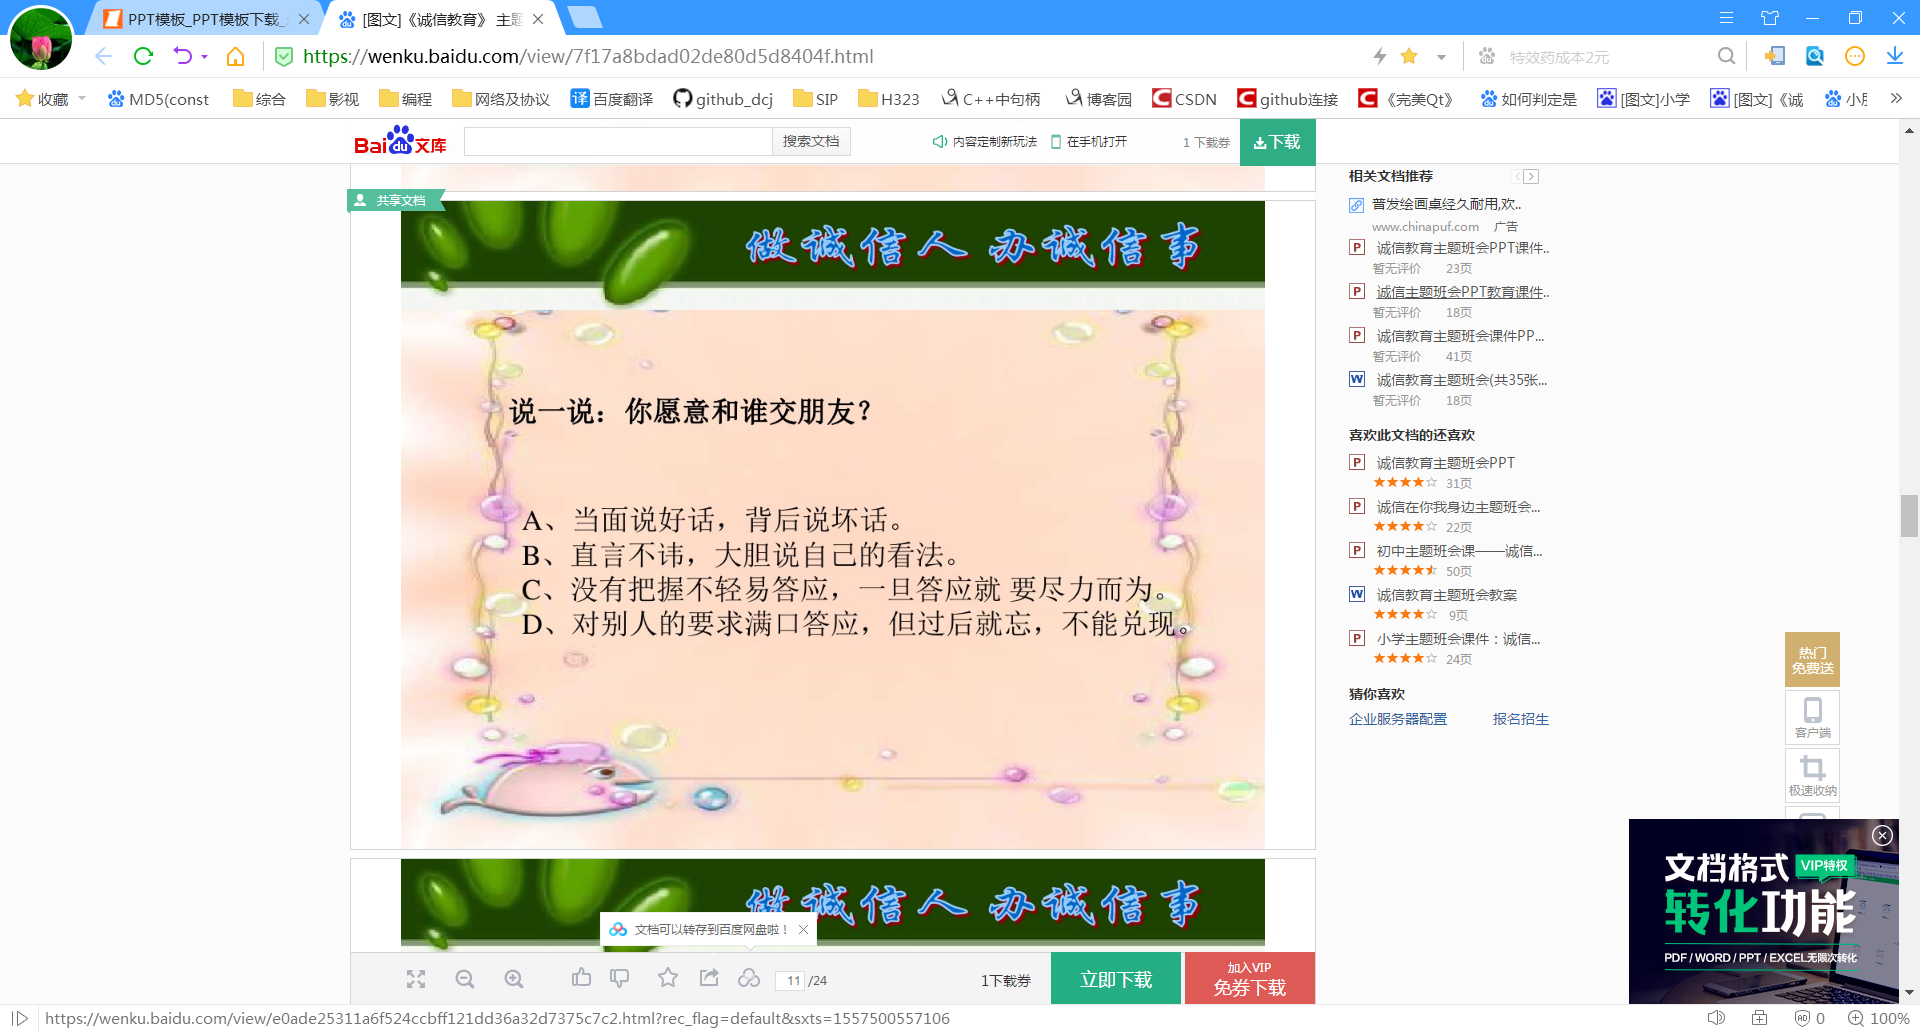 PPT模板_PPT模板下载_
[图文]《诚信教育》 主题
https://wenku.baidu.com/view/7f17a8bdad02de80d5d8404f.html
特效药成本2元
收藏
MD5(const
综合
影视
编程
网络及协议
译 百度翻译
github_dcj
SIP
H323
C++中句柄
博客园
CSDN
github连接
《完美Qt》
如何判定是
[图文]小学
[图文]《诚
Bai du 文库
搜索文档
内容定制新玩法
在手机打开
1 下载券
下载
共享文档
做诚信人 办诚信事
说一说：你愿意和谁交朋友？
A、当面说好话，背后说坏话。
B、直言不讳，大胆说自己的看法。
C、没有把握不轻易答应，一旦答应就 要尽力而为。
D、对别人的要求满口答应，但过后就忘，不能兑现。
做诚信人 办诚信事
文档可以转存到百度网盘啦！
11 /24
1下载券
立即下载
加入VIP
免券下载
相关文档推荐
普发绘画桌经久耐用,欢..
www.chinapuf.com 广告
诚信教育主题班会PPT课件..
暂无评价 23页
诚信主题班会PPT教育课件..
暂无评价 18页
诚信教育主题班会课件PP...
暂无评价 41页
诚信教育主题班会(共35张...
暂无评价 18页
喜欢此文档的还喜欢
诚信教育主题班会PPT
31页
诚信在你我身边主题班会...
22页
初中主题班会课——诚信...
50页
诚信教育主题班会教案
9页
小学主题班会课件：诚信...
24页
猜你喜欢
企业服务器配置 报名招生
热门
免费送
客户端
极速收纳
文档格式 VIP特权
转化功能
PDF / WORD / PPT / EXCEL无限次转化
https://wenku.baidu.com/view/e0ade25311a6f524ccbff121dd36a32d7375c7c2.html?rec_flag=default&sxts=1557500557106
0
100%